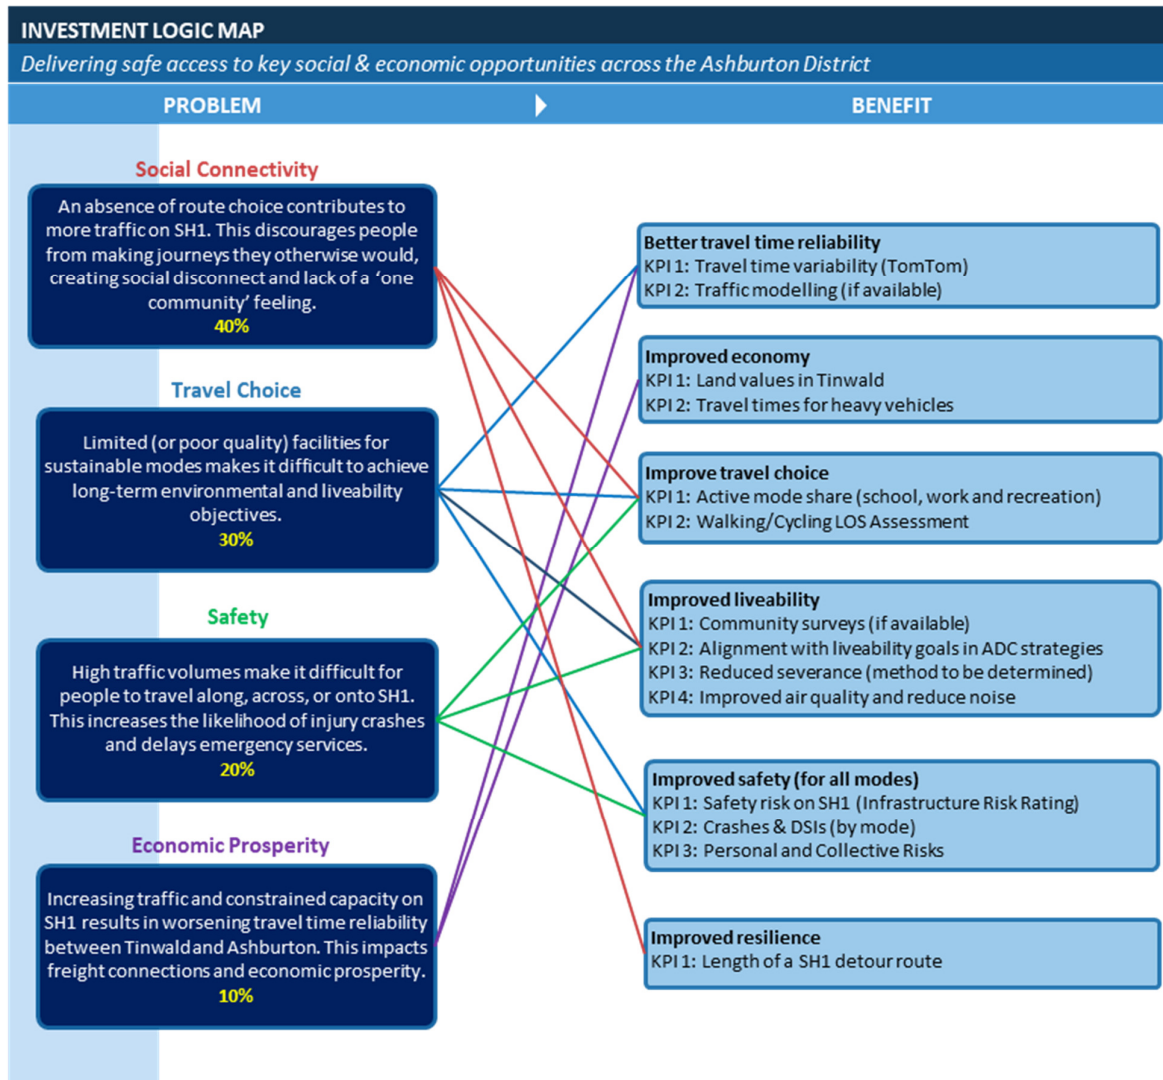 INVESTMENT LOGIC MAP
Delivering safe access to key social & economic opportunities across the Ashburton District
PROBLEM
BENEFIT
Social Connectivity
An absence of route choice contributes to
more traffic on SH1. This discourages people
from making journeys they otherwise would,
creating social disconnect and lack of a ‘one
community’ feeling.
40%
Travel Choice
Limited (or poor quality) facilities for
sustainable modes makes it difficult to achieve
long-term environmental and liveability
objectives.
30%
Safety
High traffic volumes make it difficult for
people to travel along, across, or onto SH1.
This increases the likelihood of injury crashes
and delays emergency services.
20%
Economic Prosperity
Increasing traffic and constrained capacity on
SH1 results in worsening travel time reliability
between Tinwald and Ashburton. This impacts
freight connections and economic prosperity.
10%
Better travel time reliability
KPI 1: Travel time variability (TomTom)
KPI 2: Traffic modelling (if available)
Improved economy
KPI 1: Land values in Tinwald
KPI 2: Travel times for heavy vehicles
Improve travel choice
KPI 1: Active mode share (school, work and recreation)
KPI 2: Walking/Cycling LOS Assessment
Improved liveability
KPI 1: Community surveys (if available)
KPI 2: Alignment with liveability goals in ADC strategies
KPI 3: Reduced severance (method to be determined)
KPI 4: Improved air quality and reduce noise
Improved safety (for all modes)
KPI 1: Safety risk on SH1 (Infrastructure Risk Rating)
KPI 2: Crashes & DSIs (by mode)
KPI 3: Personal and Collective Risks
Improved resilience
KPI 1: Length of a SH1 detour route